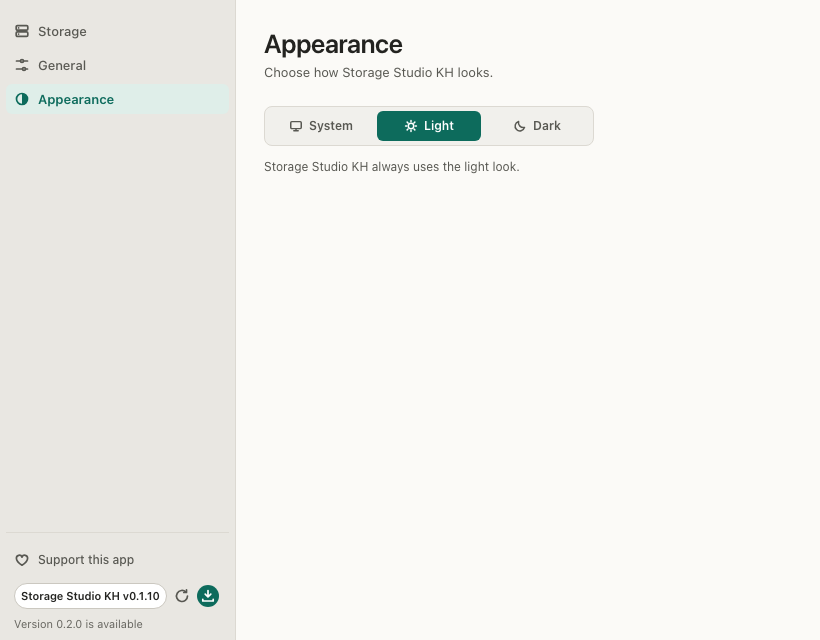 Storage
General
Appearance
Support this app
Storage Studio KH v0.1.10
Version 0.2.0 is available
Appearance
Choose how Storage Studio KH looks.
System
Light
Dark
Storage Studio KH always uses the light look.